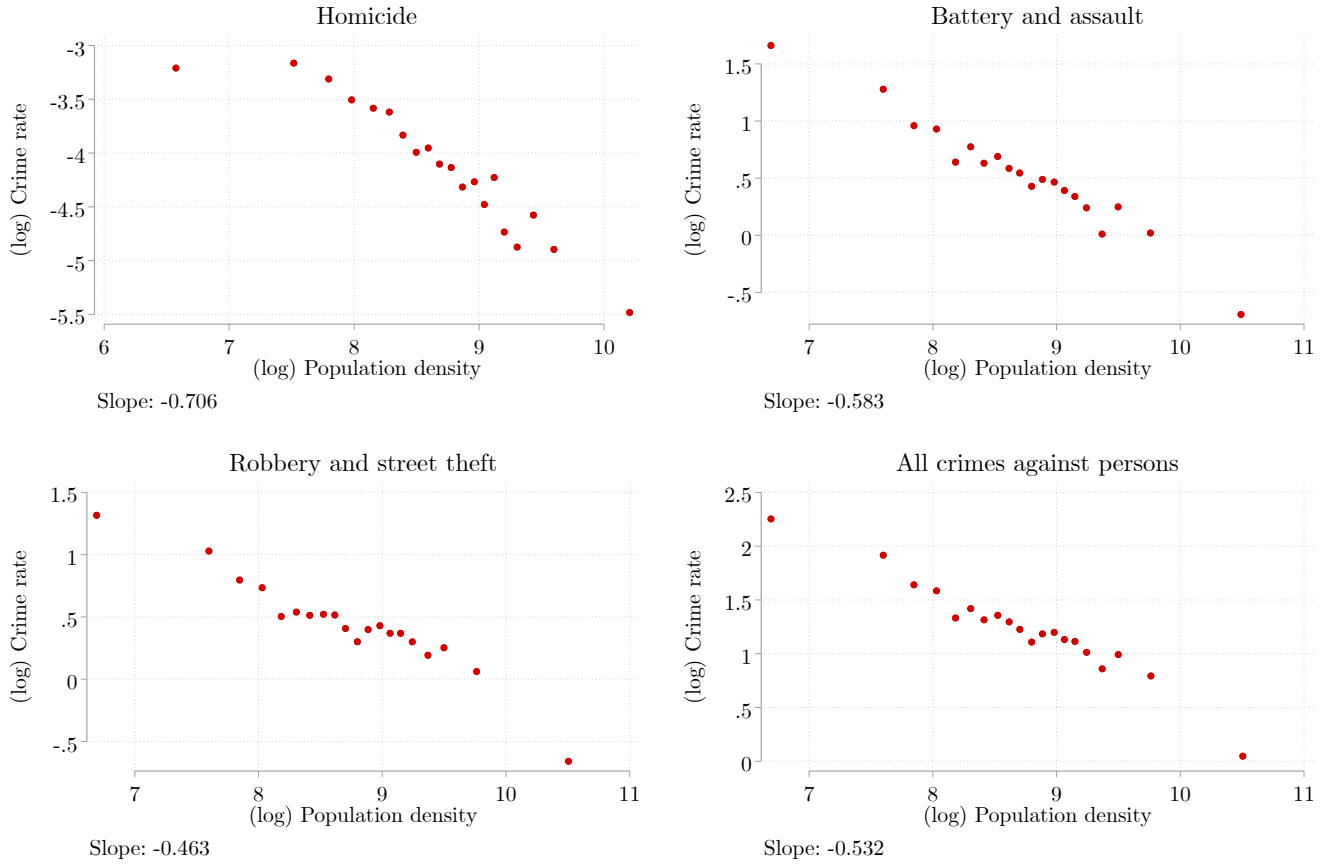 Homicide
-3
-3.5
-4
-4.5
-5
-5.5
(log) Crime rate
6 7 8 9 10
(log) Population density
Slope: -0.706
Battery and assault
1.5
1
.5
0
-.5
(log) Crime rate
7 8 9 10 11
(log) Population density
Slope: -0.583
Robbery and street theft
1.5
1
.5
0
-.5
(log) Crime rate
7 8 9 10 11
(log) Population density
Slope: -0.463
All crimes against persons
2.5
2
1.5
1
.5
0
(log) Crime rate
7 8 9 10 11
(log) Population density
Slope: -0.532